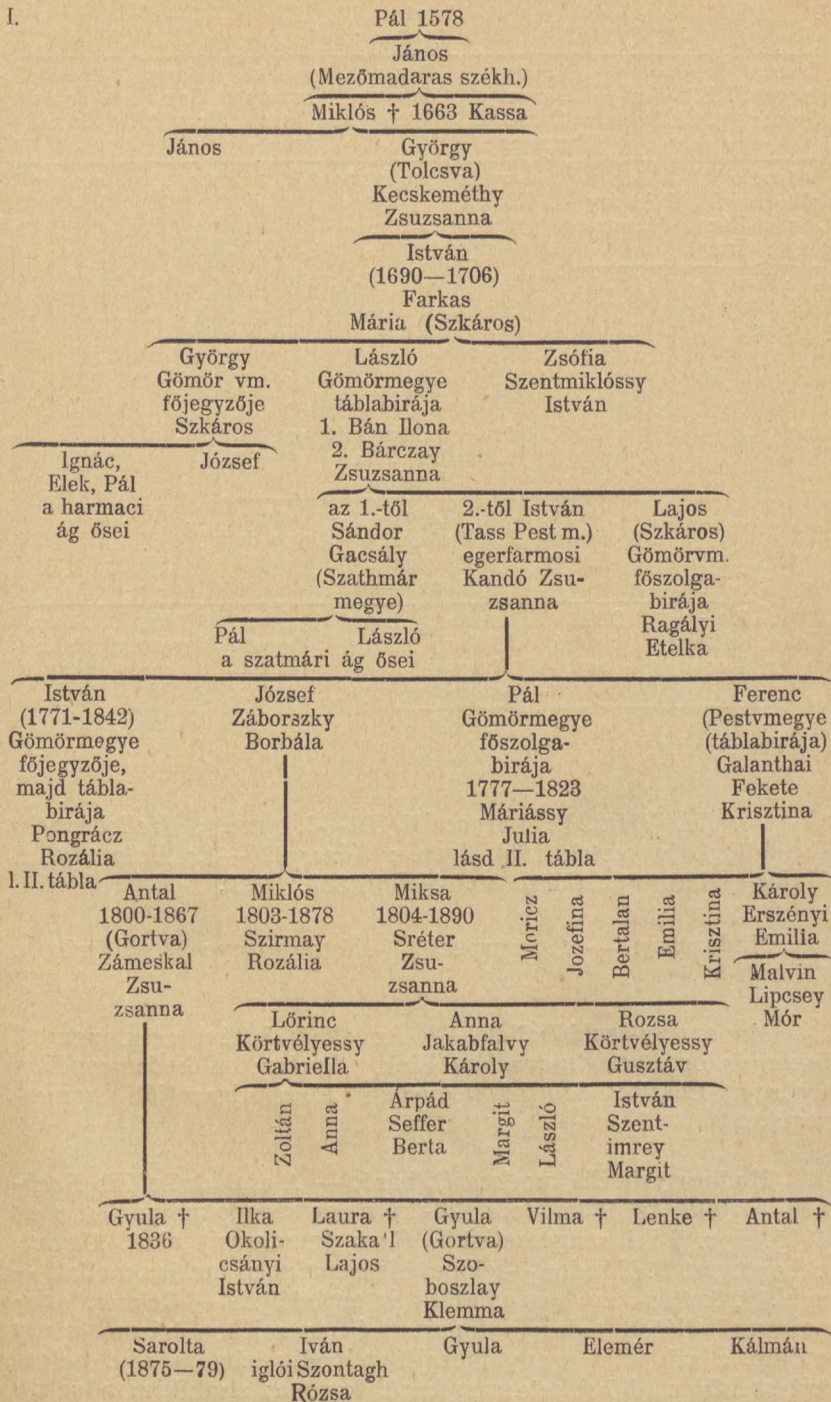 I.
Pál 1578
János
(Mezőmadaras székh.)
Miklós † 1663 Kassa
János
György
(Tolcsva)
Kecskeméthy
Zsuzsanna
István
(1690—1706)
Farkas
Mária (Szkáros)
György
Gömör vm.
főjegyzője
Szkáros
László
Gömörmegye
táblabirája
1. Bán Ilona
2. Bárczay
Zsuzsanna
Zsófia
Szentmiklóssy
István
Ignác,
Elek, Pál
a harmaci
ág ősei
József
az 1.-től
Sándor
Gacsály
(Szathmár
megye)
2.-től István
(Tass Pest m.)
egerfarmosi
Kandó Zsu-
zsanna
Lajos
(Szkáros)
Gömörvm.
főszolga-
birája
Ragályi
Etelka
Pál László
a szatmári ág ősei
István
(1771-1842)
Gömörmegye
főjegyzője,
majd tábla-
birája
Pongrácz
Rozália
l. II. tábla
József
Záborszky
Borbála
Pál
Gömörmegye
főszolga-
birája
1777—1823
Máriássy
Julia
lásd II. tábla
Ferenc
(Pestvmegye
(táblabirája)
Galanthai
Fekete
Krisztina
Antal
1800-1867
(Gortva)
Zámeskal
Zsu-
zsanna
Miklós
1803-1878
Szirmay
Rozália
Miksa
1804-1890
Sréter
Zsu-
zsanna
Moricz
Jozefina
Bertalan
Emilia
Krisztina
Károly
Erszényi
Emilia
Malvin
Lipcsey
Mór
Lőrinc
Körtvélyessy
Gabriella
Anna
Jakabfalvy
Károly
Rozsa
Körtvélyessy
Gusztáv
Zoltán
Anna
Árpád
Seffer
Berta
Margit
László
István
Szent-
imrey
Margit
Gyula †
1836
Ilka
Okoli-
csányi
István
Laura †
Szaka'l
Lajos
Gyula
(Gortva)
Szo-
boszlay
Klemma
Vilma †
Lenke †
Antal †
Sarolta
(1875—79)
Iván
iglói Szontagh
Rózsa
Gyula
Elemér
Kálmán